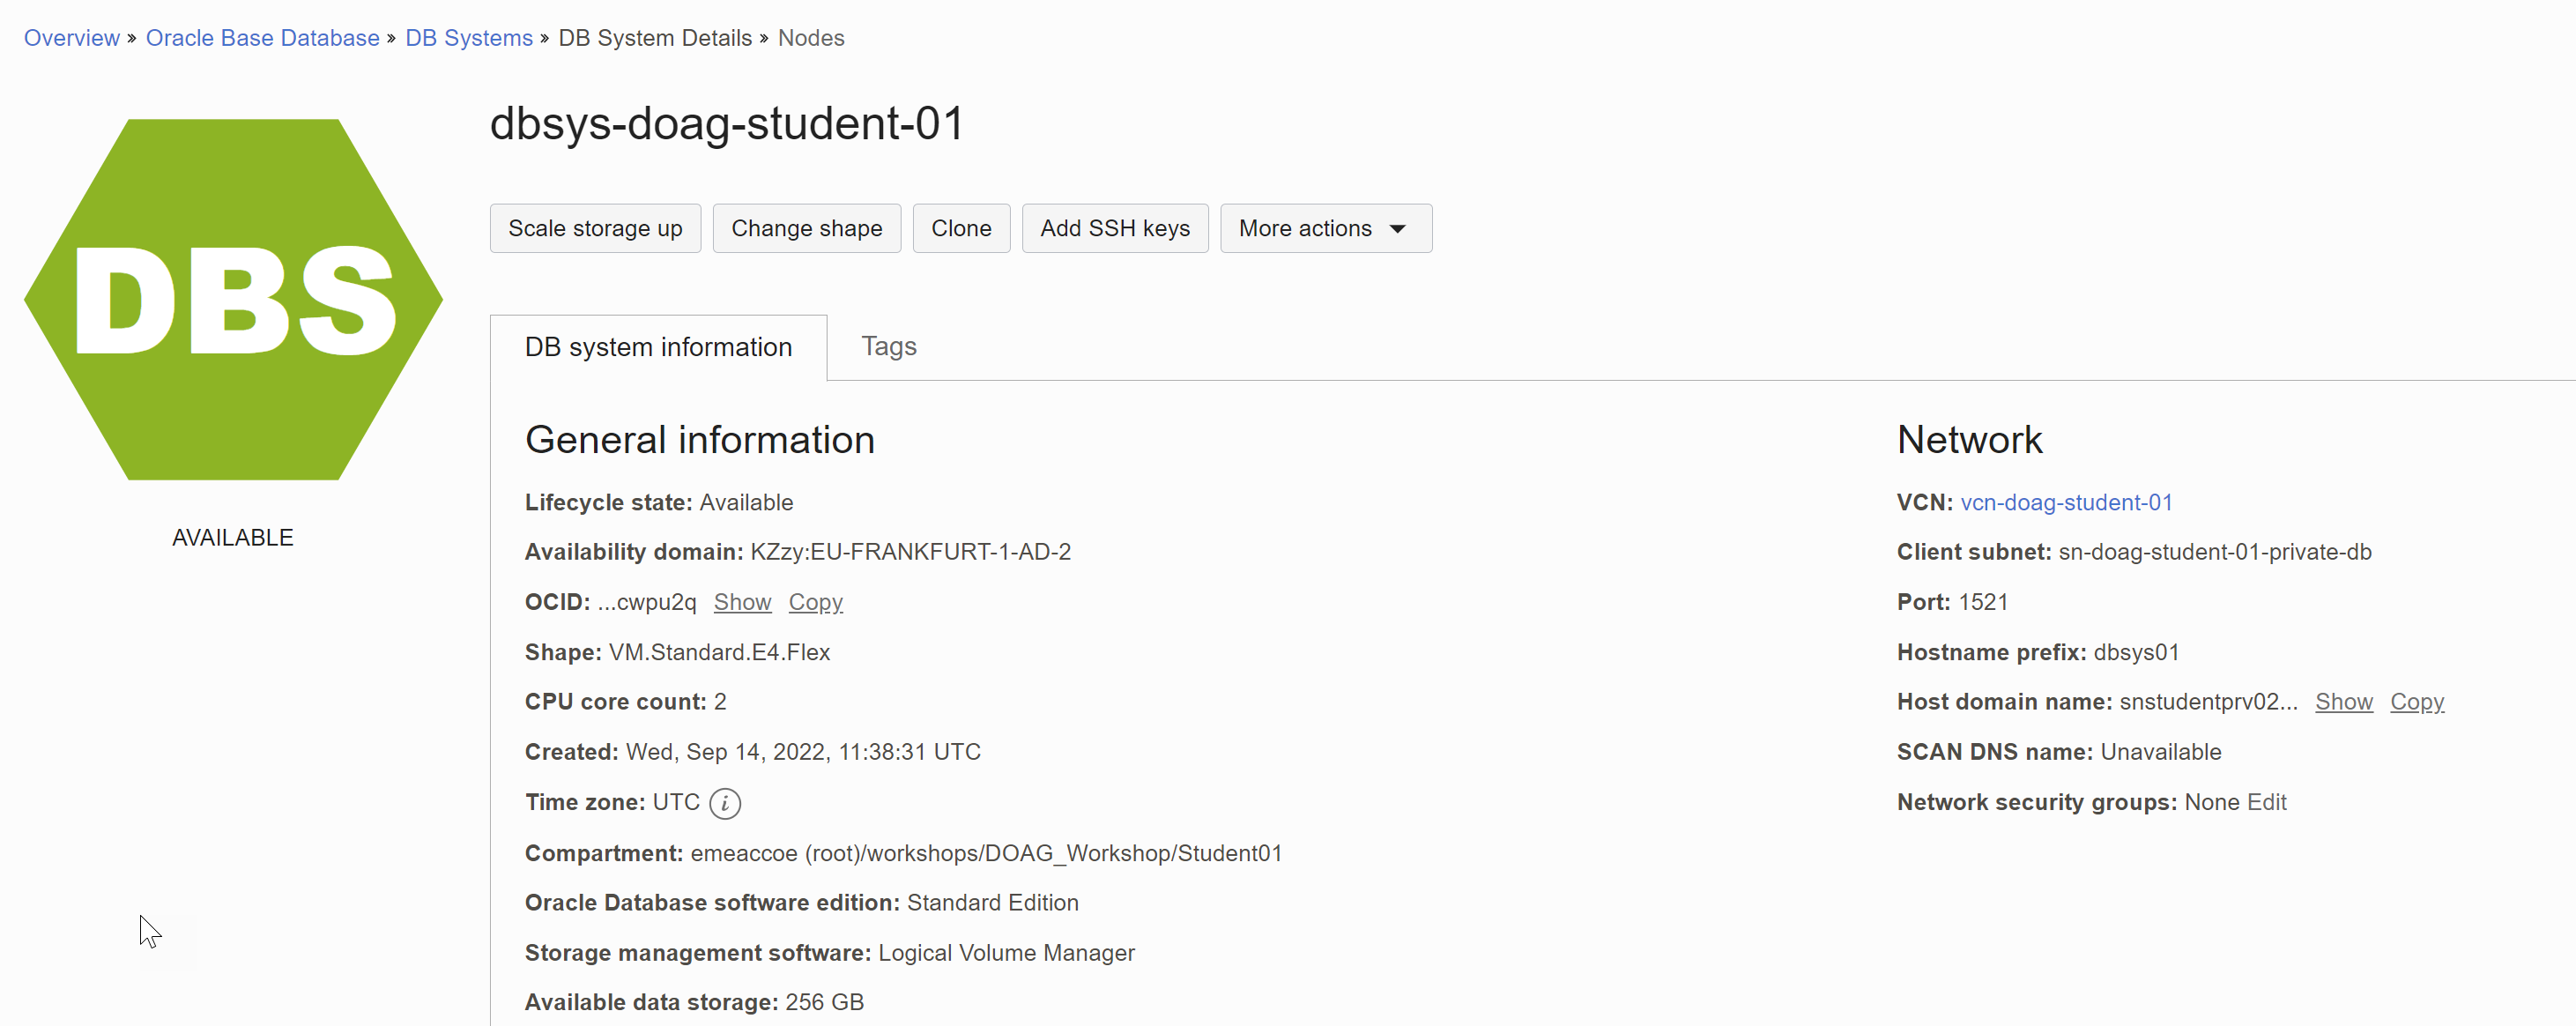 Overview » Oracle Base Database » DB Systems » DB System Details » Nodes
DBS
AVAILABLE
dbsys-doag-student-01
Scale storage up
Change shape
Clone
Add SSH keys
More actions
DB system information
Tags
General information
Lifecycle state: Available
Availability domain: KZzy:EU-FRANKFURT-1-AD-2
OCID: ...cwpu2q Show Copy
Shape: VM.Standard.E4.Flex
CPU core count: 2
Created: Wed, Sep 14, 2022, 11:38:31 UTC
Time zone: UTC i
Compartment: emeaccoe (root)/workshops/DOAG_Workshop/Student01
Oracle Database software edition: Standard Edition
Storage management software: Logical Volume Manager
Available data storage: 256 GB
Network
VCN: vcn-doag-student-01
Client subnet: sn-doag-student-01-private-db
Port: 1521
Hostname prefix: dbsys01
Host domain name: snstudentprv02... Show Copy
SCAN DNS name: Unavailable
Network security groups: None Edit